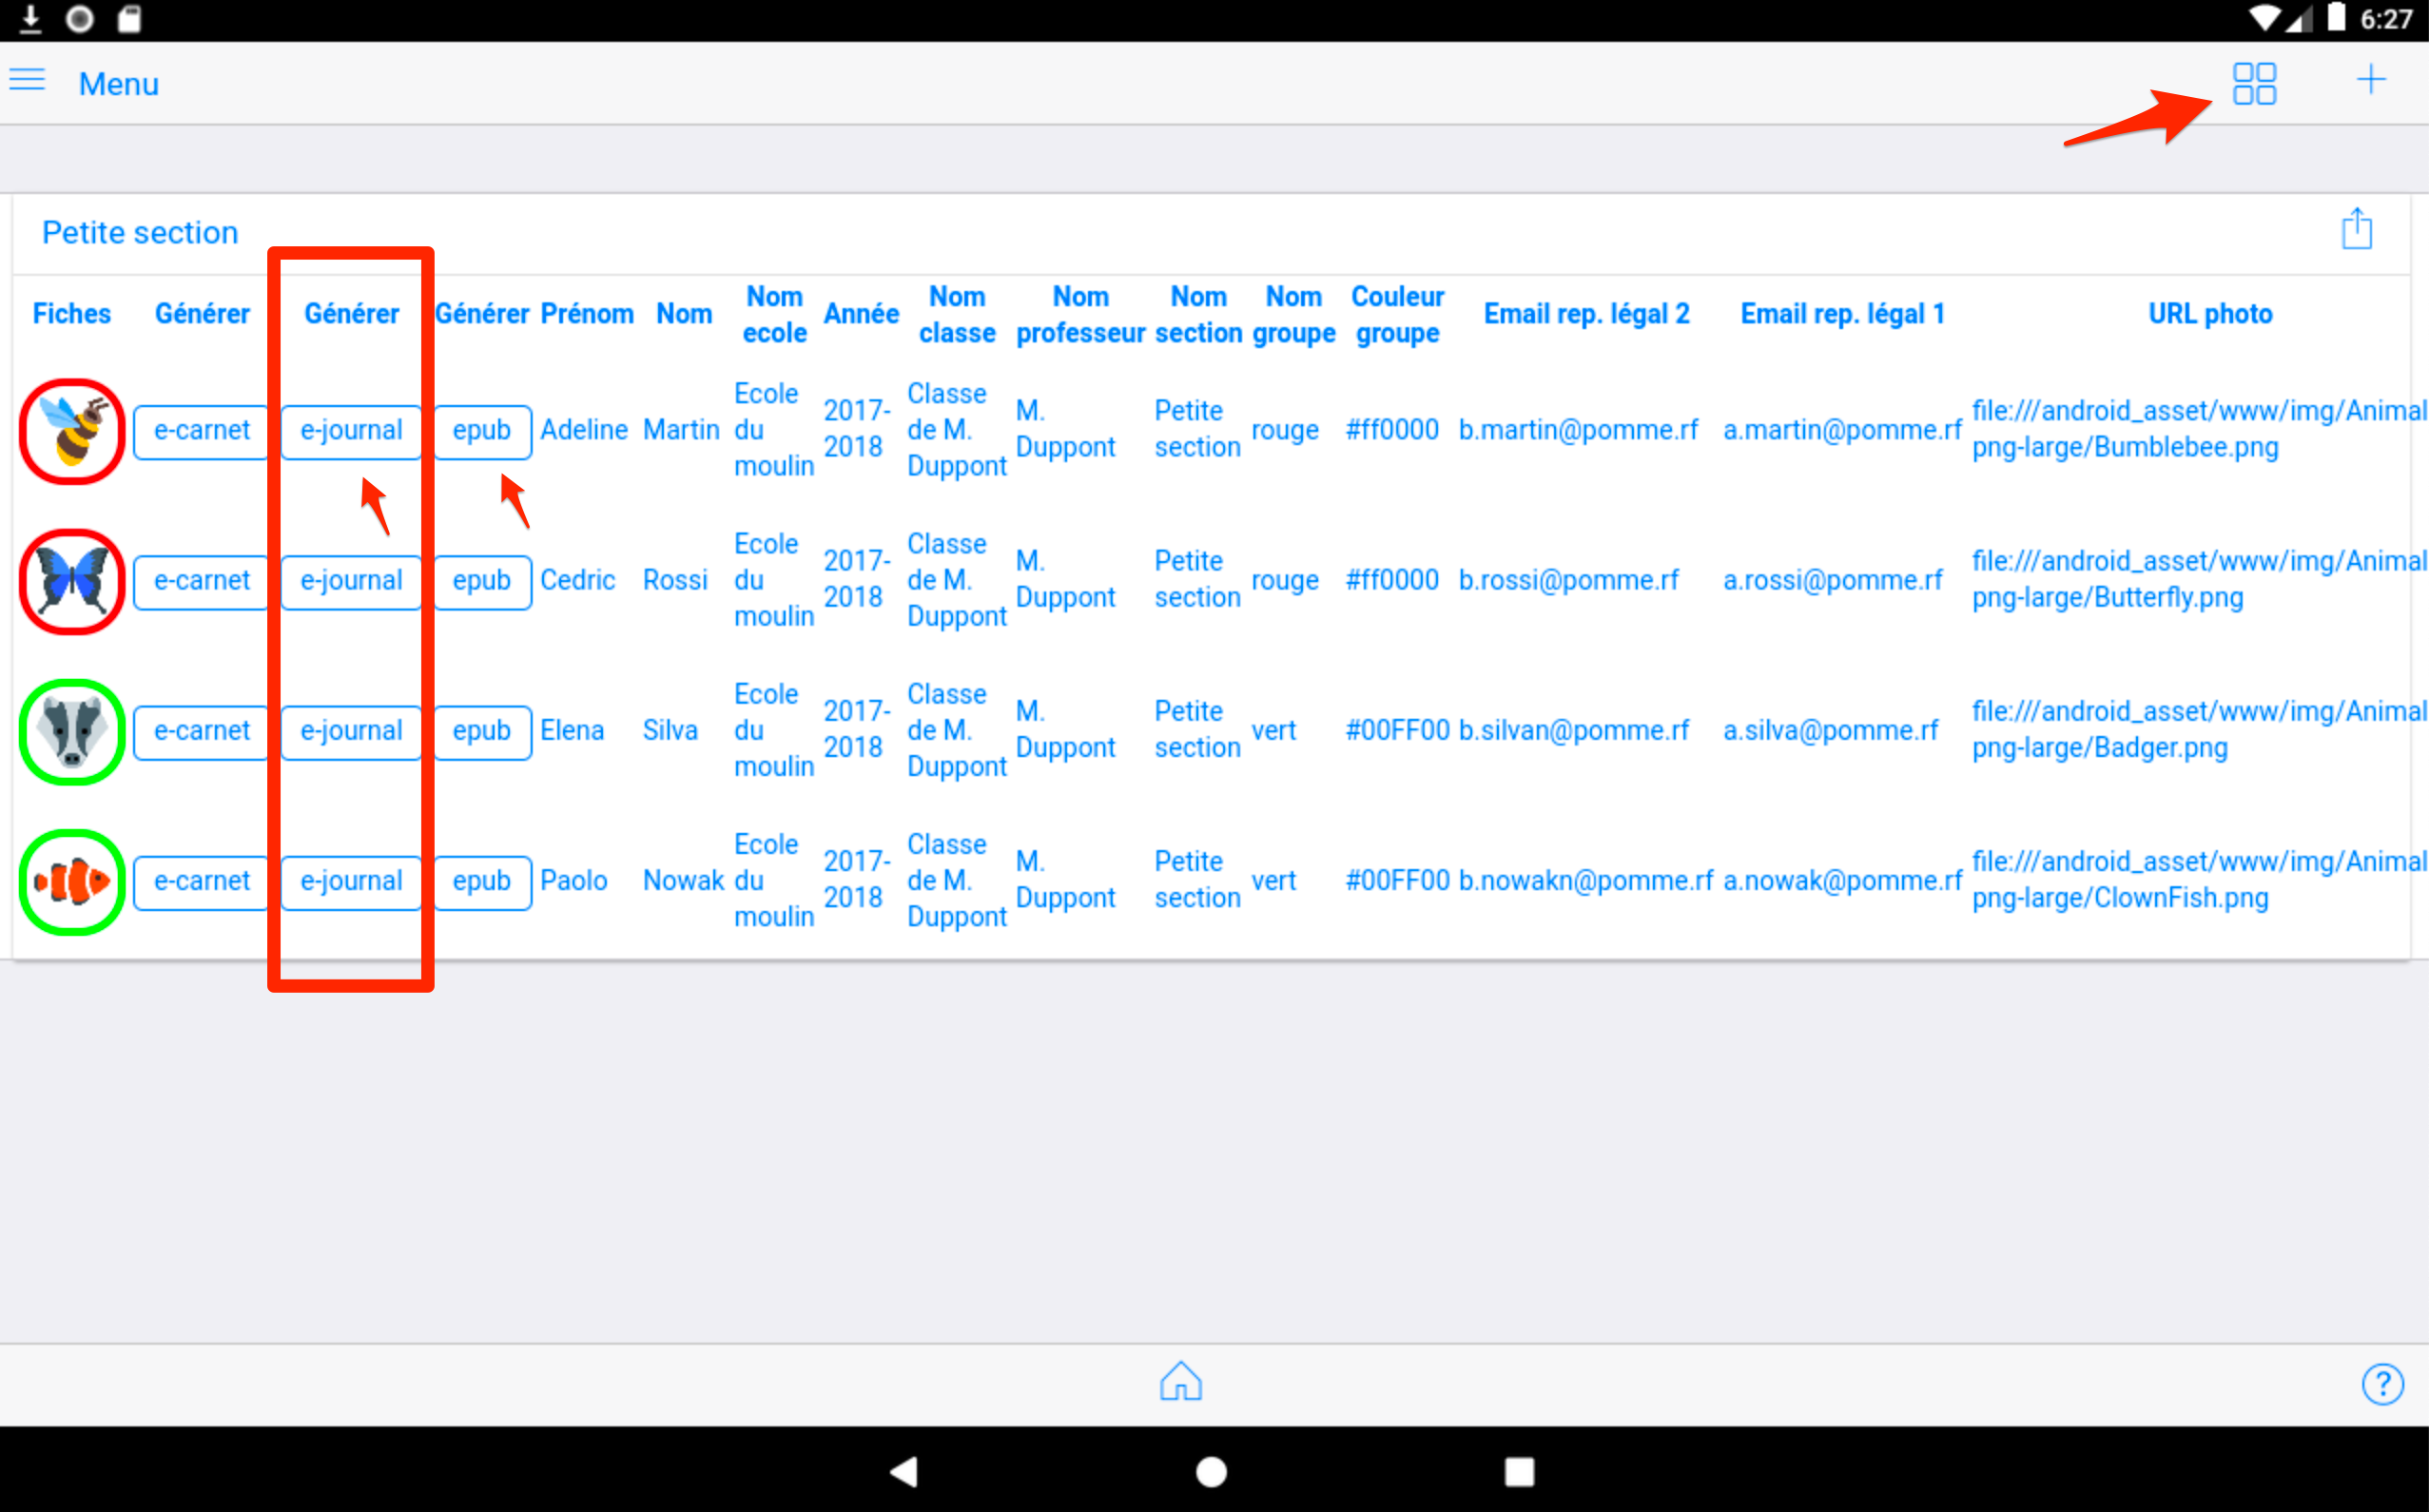 6:27
Menu
Petite section
Fiches Générer Générer Générer Prénom Nom Nom ecole Année Nom classe Nom professeur Nom section Nom groupe Couleur groupe Email rep. légal 2 Email rep. légal 1 URL photo
e-carnet e-journal epub Adeline Martin Ecole du moulin 2017-2018 Classe de M. Duppont M. Duppont Petite section rouge #ff0000 b.martin@pomme.rf a.martin@pomme.rf file:///android_asset/www/img/Animal png-large/Bumblebee.png
e-carnet e-journal epub Cedric Rossi Ecole du moulin 2017-2018 Classe de M. Duppont M. Duppont Petite section rouge #ff0000 b.rossi@pomme.rf a.rossi@pomme.rf file:///android_asset/www/img/Animal png-large/Butterfly.png
e-carnet e-journal epub Elena Silva Ecole du moulin 2017-2018 Classe de M. Duppont M. Duppont Petite section vert #00FF00 b.silvan@pomme.rf a.silva@pomme.rf file:///android_asset/www/img/Animal png-large/Badger.png
e-carnet e-journal epub Paolo Nowak Ecole du moulin 2017-2018 Classe de M. Duppont M. Duppont Petite section vert #00FF00 b.nowakn@pomme.rf a.nowak@pomme.rf file:///android_asset/www/img/Animal png-large/ClownFish.png
?